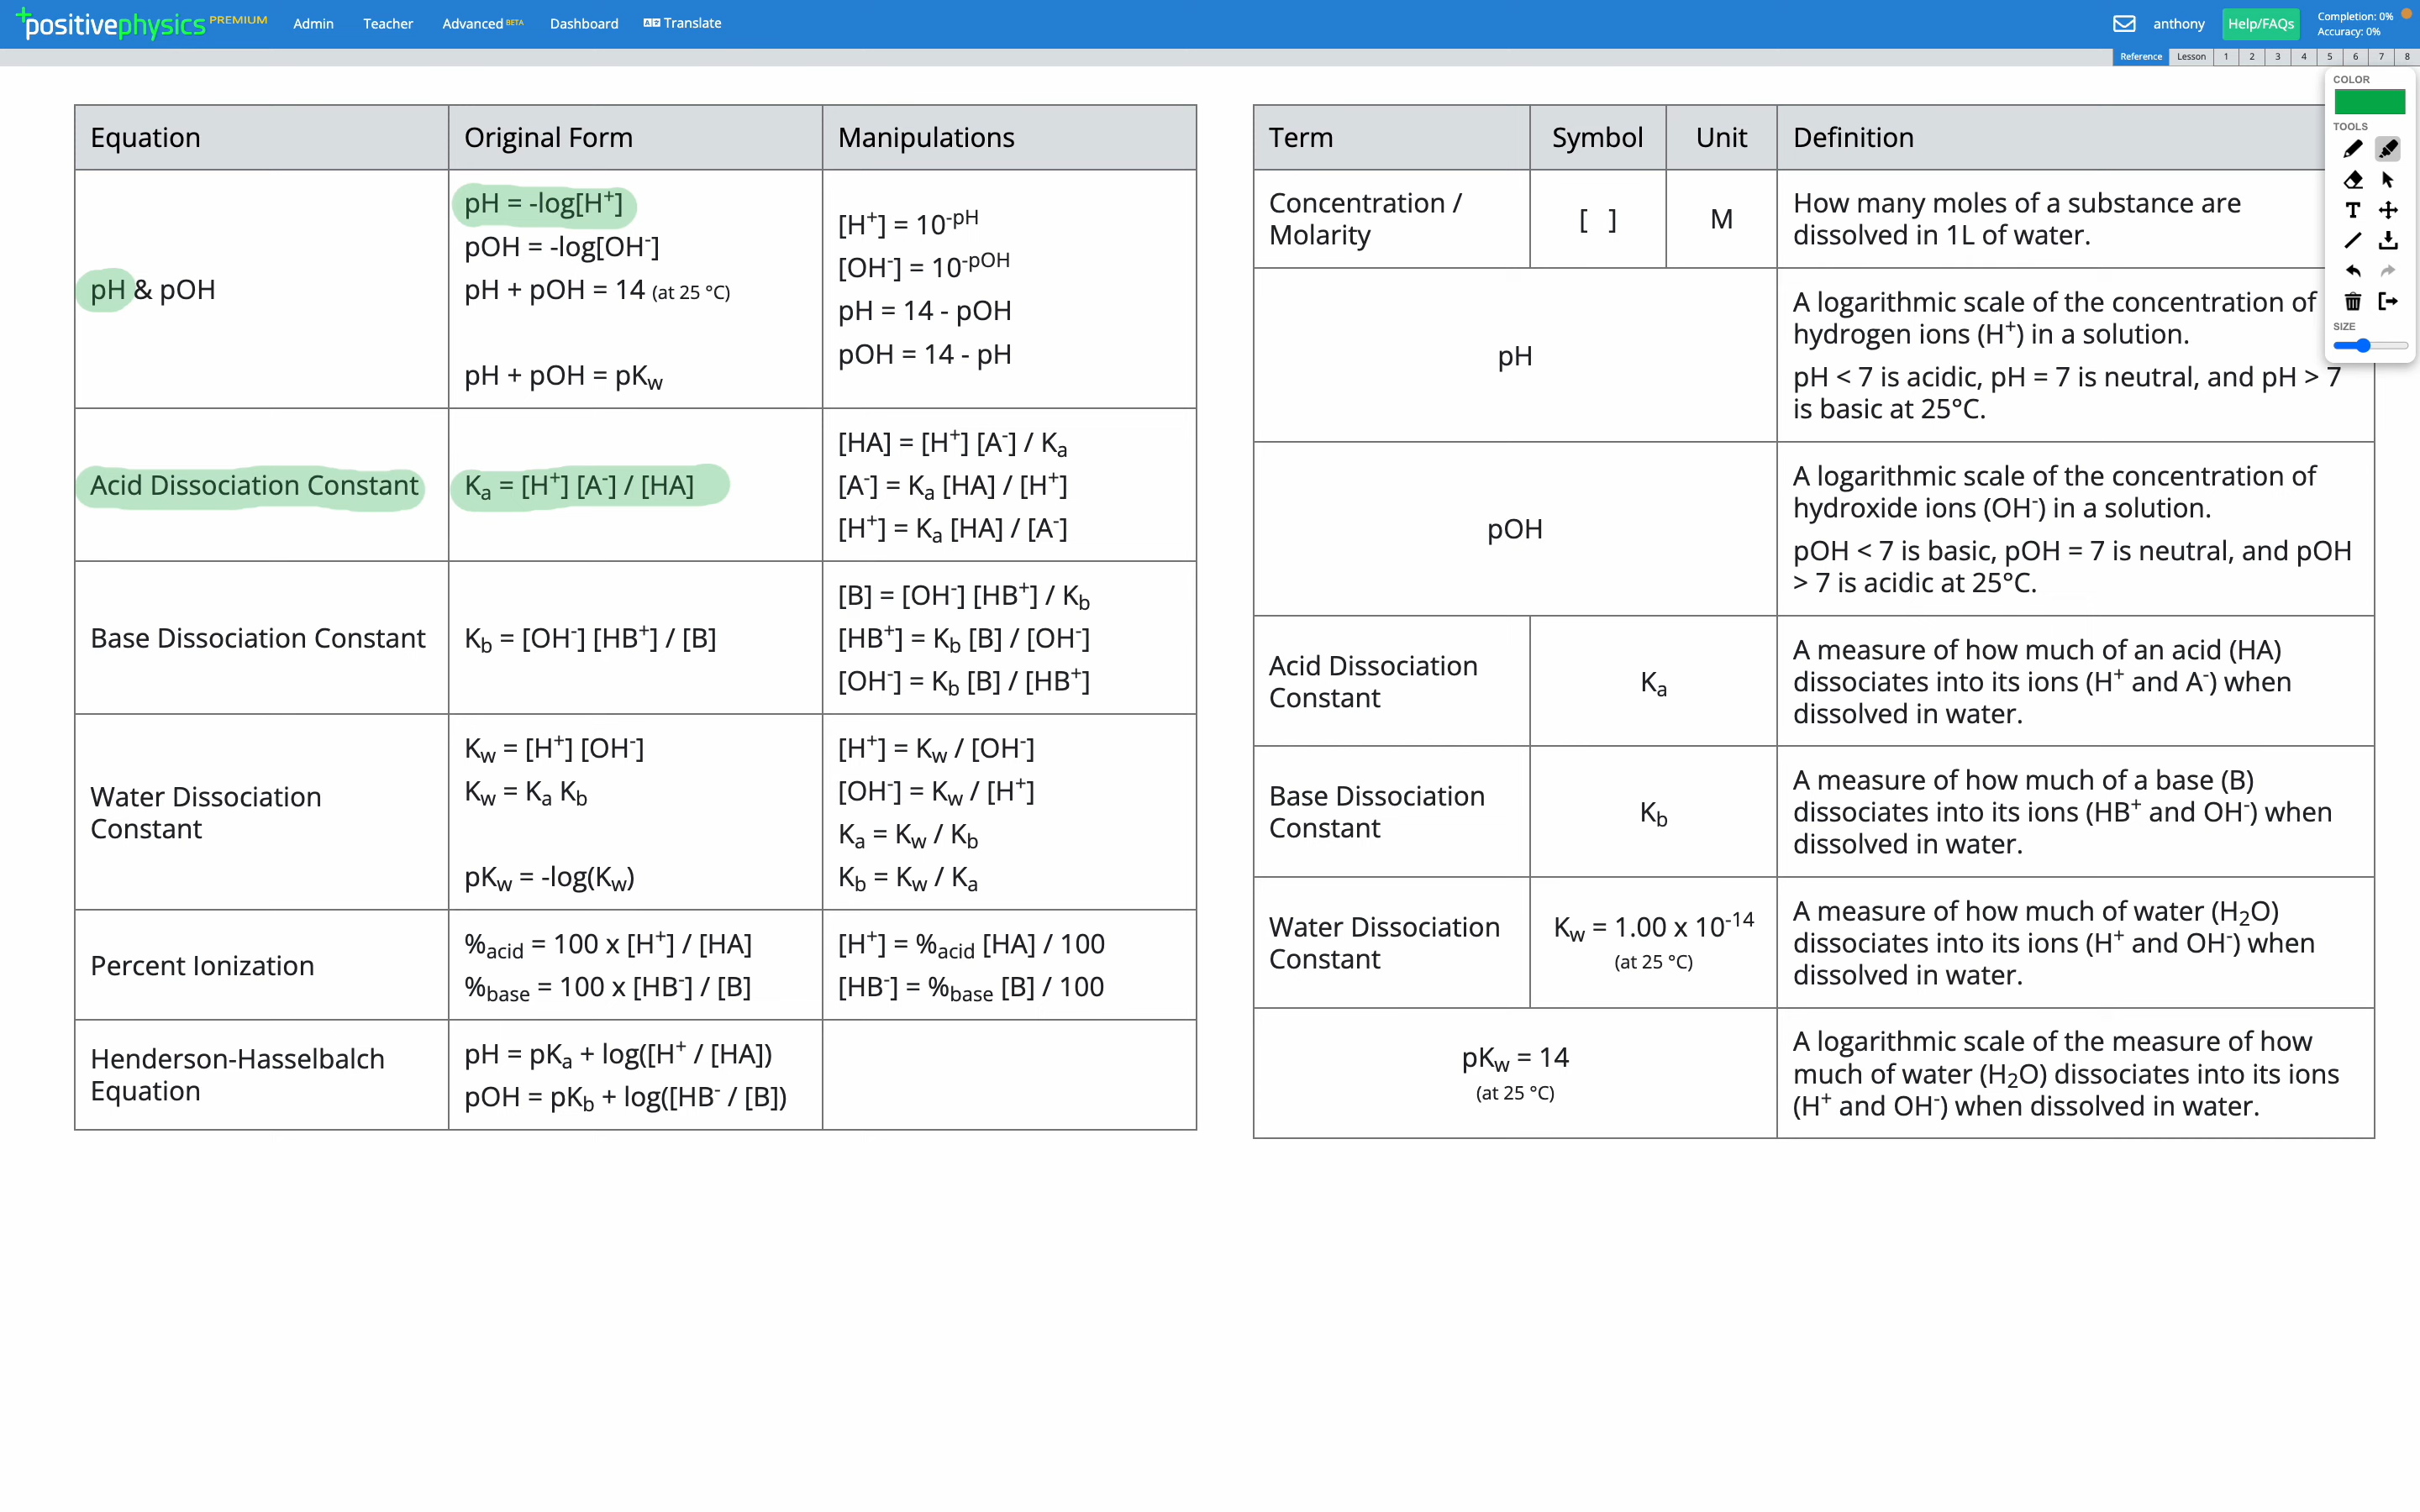 +positivephysics PREMIUM Admin Teacher Advanced BETA Dashboard Translate anthony Help/FAQs Completion: 0%
Accuracy: 0%
Reference Lesson 1 2 3 4 5 6 7 8
COLOR
TOOLS
T
SIZE
Equation Original Form Manipulations
pH & pOH
pH = -log[H⁺]
pOH = -log[OH⁻]
pH + pOH = 14 (at 25 °C)
pH + pOH = pKw
[H⁺] = 10^-pH
[OH⁻] = 10^-pOH
pH = 14 - pOH
pOH = 14 - pH
Acid Dissociation Constant
Ka = [H⁺] [A⁻] / [HA]
[HA] = [H⁺] [A⁻] / Ka
[A⁻] = Ka [HA] / [H⁺]
[H⁺] = Ka [HA] / [A⁻]
Base Dissociation Constant
Kb = [OH⁻] [HB⁺] / [B]
[B] = [OH⁻] [HB⁺] / Kb
[HB⁺] = Kb [B] / [OH⁻]
[OH⁻] = Kb [B] / [HB⁺]
Water Dissociation
Constant
Kw = [H⁺] [OH⁻]
Kw = Ka Kb
pKw = -log(Kw)
[H⁺] = Kw / [OH⁻]
[OH⁻] = Kw / [H⁺]
Ka = Kw / Kb
Kb = Kw / Ka
Percent Ionization
%acid = 100 x [H⁺] / [HA]
%base = 100 x [HB⁻] / [B]
[H⁺] = %acid [HA] / 100
[HB⁻] = %base [B] / 100
Henderson-Hasselbalch
Equation
pH = pKa + log([H⁺ / [HA])
pOH = pKb + log([HB⁻ / [B])
Term Symbol Unit Definition
Concentration /
Molarity
[ ]
M
How many moles of a substance are
dissolved in 1L of water.
pH
A logarithmic scale of the concentration of
hydrogen ions (H⁺) in a solution.
pH < 7 is acidic, pH = 7 is neutral, and pH > 7
is basic at 25°C.
pOH
A logarithmic scale of the concentration of
hydroxide ions (OH⁻) in a solution.
pOH < 7 is basic, pOH = 7 is neutral, and pOH
> 7 is acidic at 25°C.
Acid Dissociation
Constant
Ka
A measure of how much of an acid (HA)
dissociates into its ions (H⁺ and A⁻) when
dissolved in water.
Base Dissociation
Constant
Kb
A measure of how much of a base (B)
dissociates into its ions (HB⁺ and OH⁻) when
dissolved in water.
Water Dissociation
Constant
Kw = 1.00 x 10⁻¹⁴
(at 25 °C)
A measure of how much of water (H₂O)
dissociates into its ions (H⁺ and OH⁻) when
dissolved in water.
pKw = 14
(at 25 °C)
A logarithmic scale of the measure of how
much of water (H₂O) dissociates into its ions
(H⁺ and OH⁻) when dissolved in water.